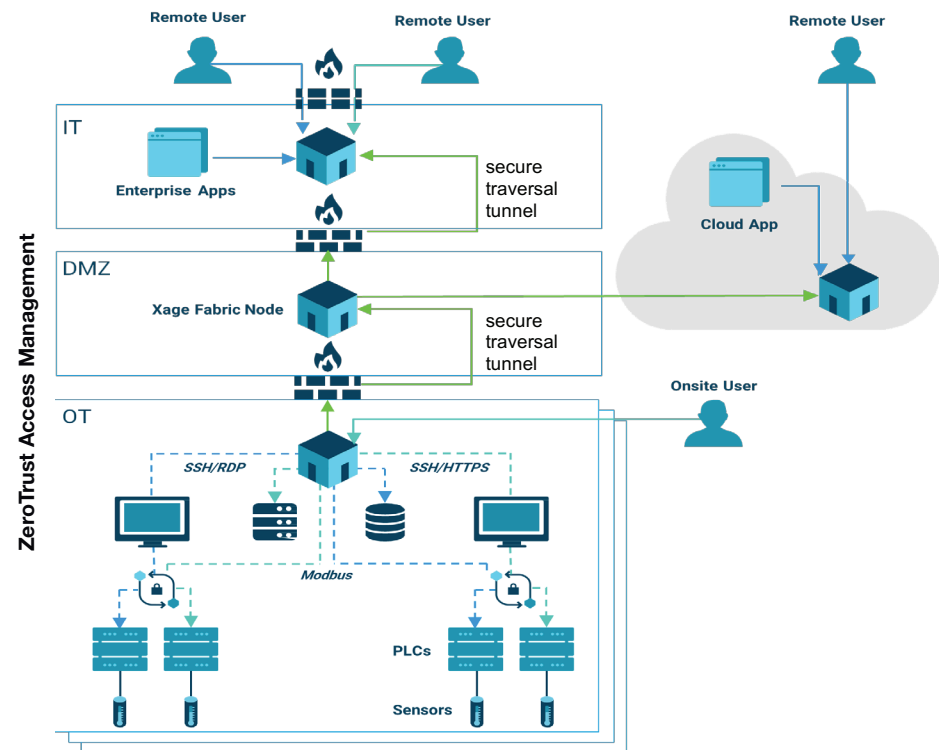 Remote User
Remote User
Remote User
IT
Enterprise Apps
secure
traversal
tunnel
Cloud App
DMZ
Xage Fabric Node
secure
traversal
tunnel
ZeroTrust Access Management
Onsite User
OT
SSH/RDP
SSH/HTTPS
Modbus
PLCs
Sensors